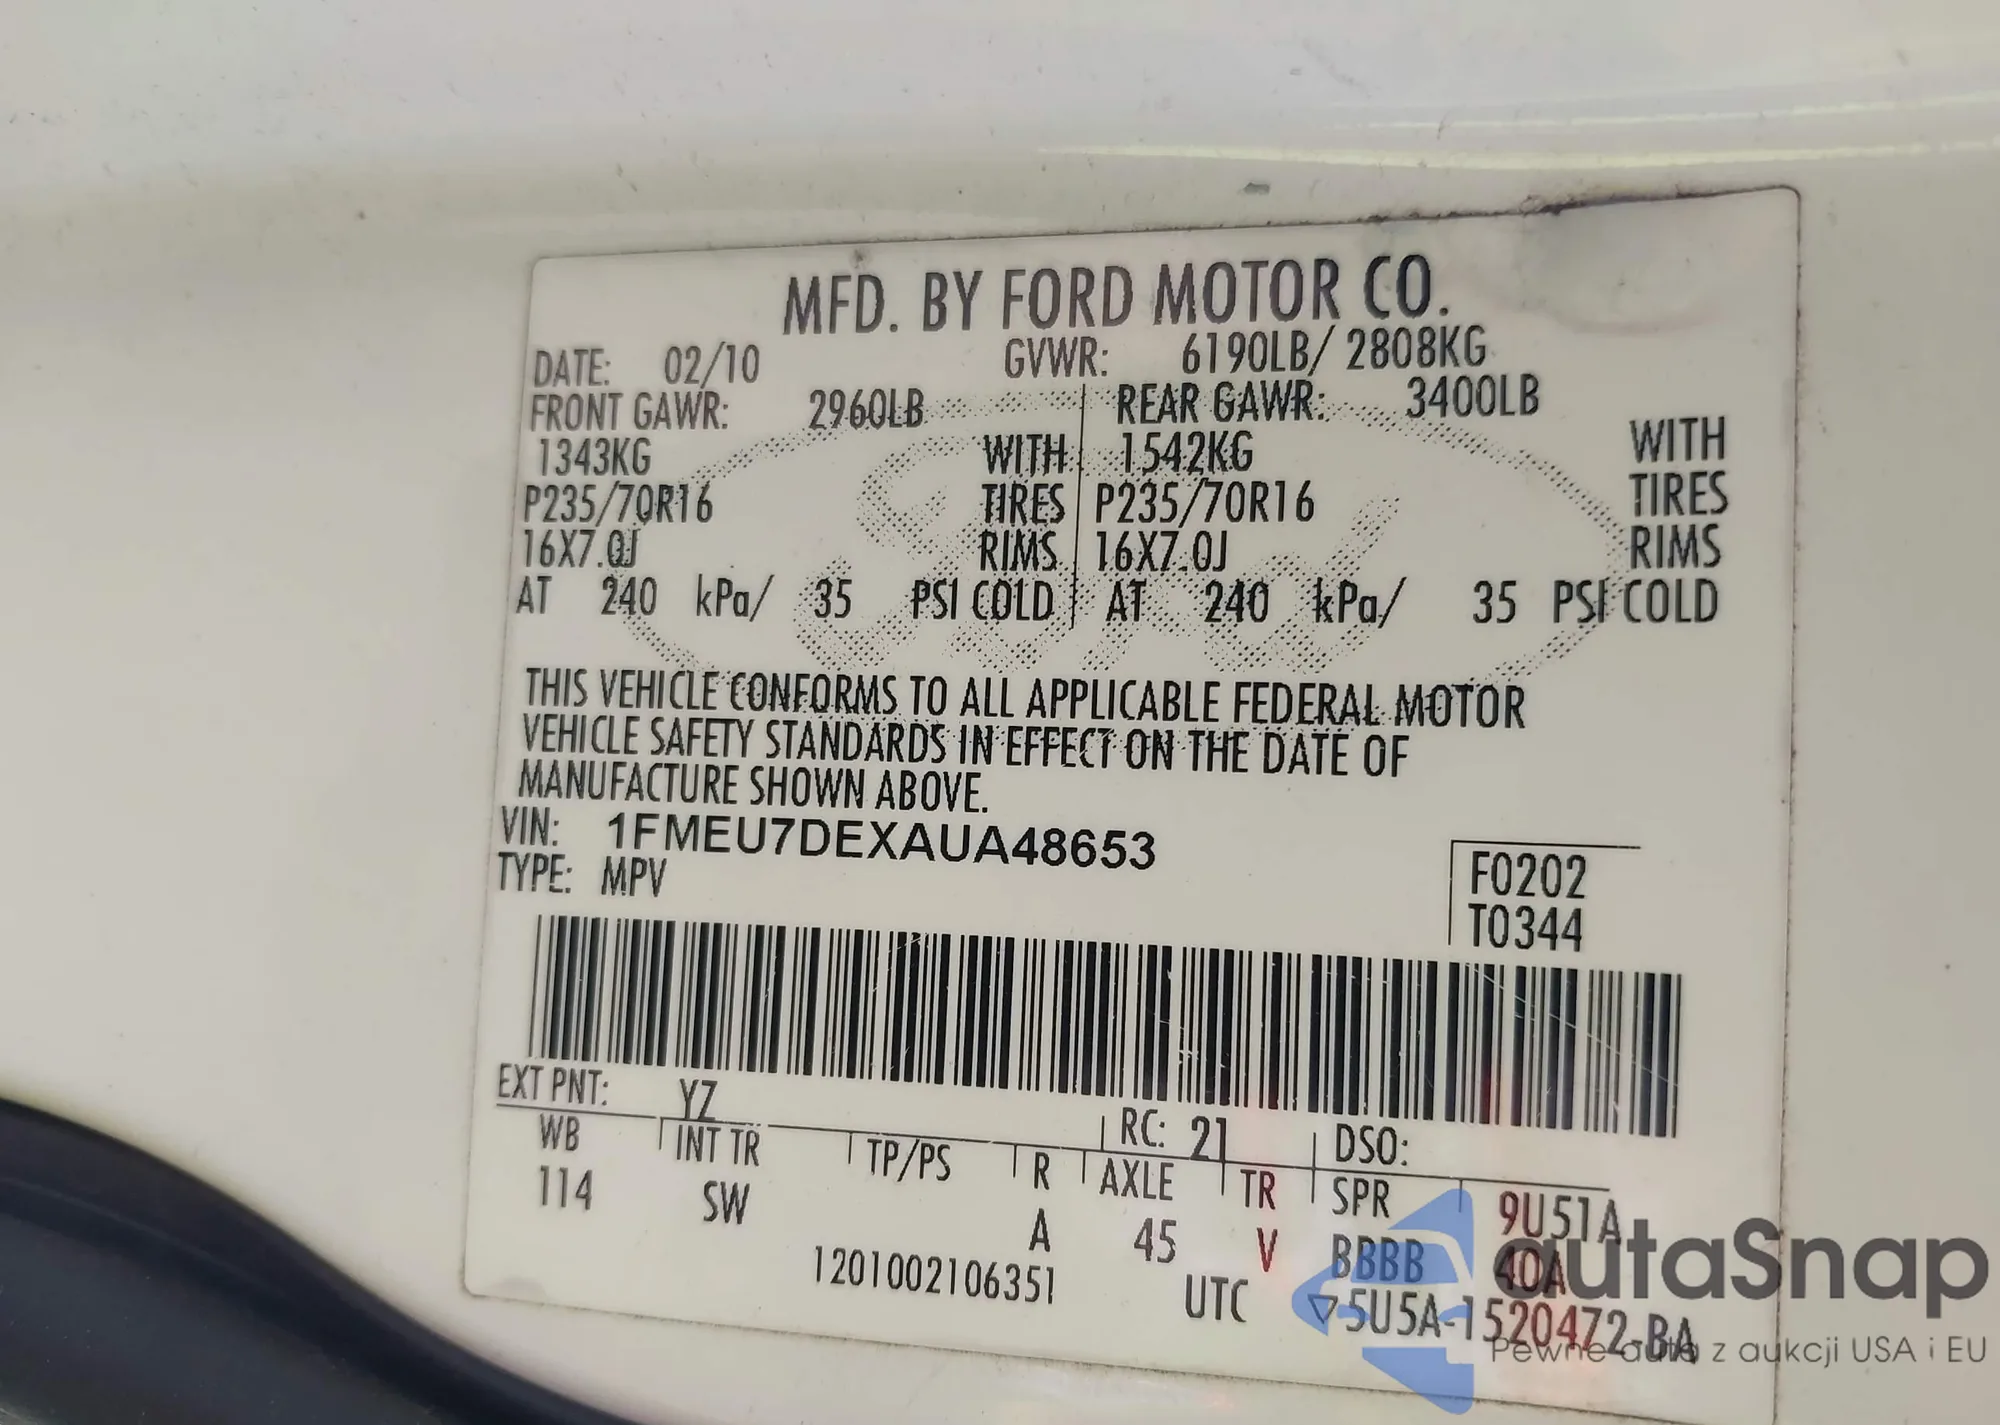 MFD. BY FORD MOTOR CO.
DATE: 02/10 GVWR: 6190LB/ 2808KG
FRONT GAWR: 2960LB REAR GAWR: 3400LB
1343KG WITH 1542KG WITH
P235/70R16 TIRES P235/70R16 TIRES
16X7.0J RIMS 16X7.0J RIMS
AT 240 kPa/ 35 PSI COLD AT 240 kPa/ 35 PSI COLD
THIS VEHICLE CONFORMS TO ALL APPLICABLE FEDERAL MOTOR
VEHICLE SAFETY STANDARDS IN EFFECT ON THE DATE OF
MANUFACTURE SHOWN ABOVE.
VIN: 1FMEU7DEXAUA48653
TYPE: MPV
F0202
T0344
EXT PNT: YZ RC: 21 DSO:
WB INT TR TP/PS R AXLE TR SPR 9U51A
114 SW A 45 V BBBB 40A
1201002106351 UTC ▽5U5A-1520472-BA
autaSnap
Pewne auta z aukcji USA i EU